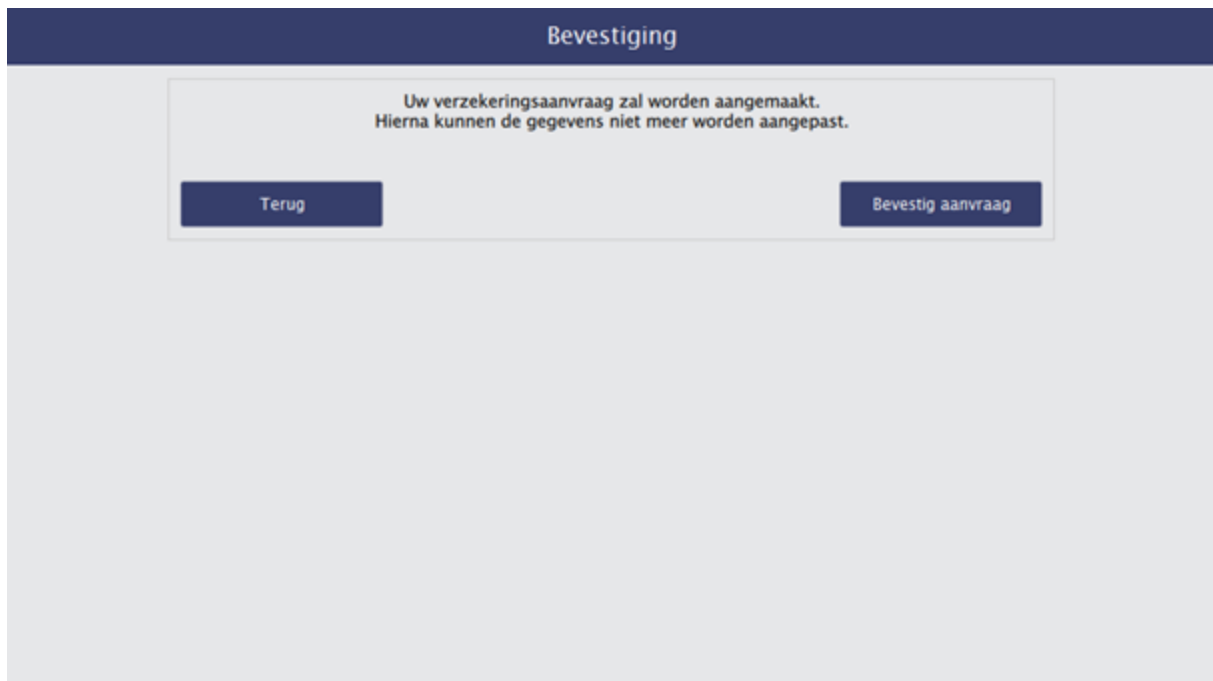 Bevestiging
Uw verzekeringsaanvraag zal worden aangemaakt.
Hierna kunnen de gegevens niet meer worden aangepast.
Terug
Bevestig aanvraag